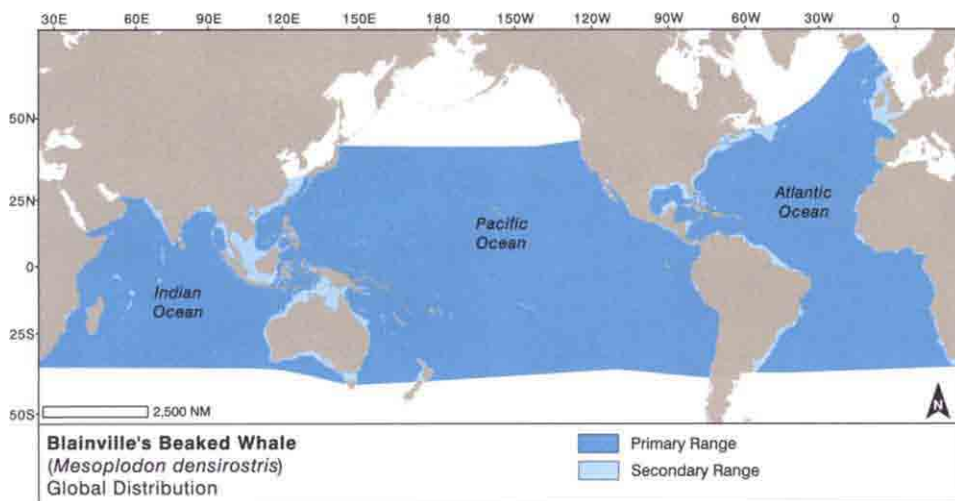 30E 60E 90E 120E 150E 180 150W 120W 90W 60W 30W 0
50N
25N
0
25S
50S
Pacific
Ocean
Atlantic
Ocean
Indian
Ocean
2,500 NM
N
Blainville's Beaked Whale
(Mesoplodon densirostris)
Global Distribution
Primary Range
Secondary Range